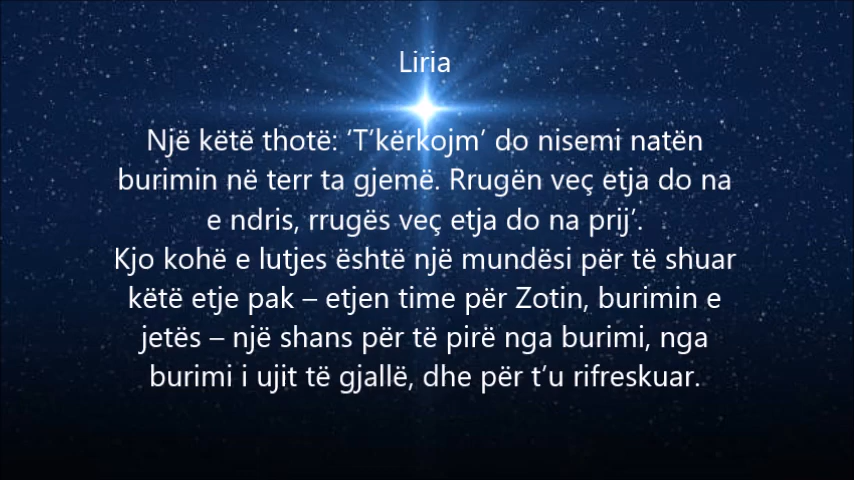 Liria
Një këtë thotë: ‘T’kërkojm’ do nisemi natën
burimin në terr ta gjemë. Rrugën veç etja do na
e ndris, rrugës veç etja do na prij’.
Kjo kohë e lutjes është një mundësi për të shuar
këtë etje pak – etjen time për Zotin, burimin e
jetës – një shans për të pirë nga burimi, nga
burimi i ujit të gjallë, dhe për t’u rifreskuar.